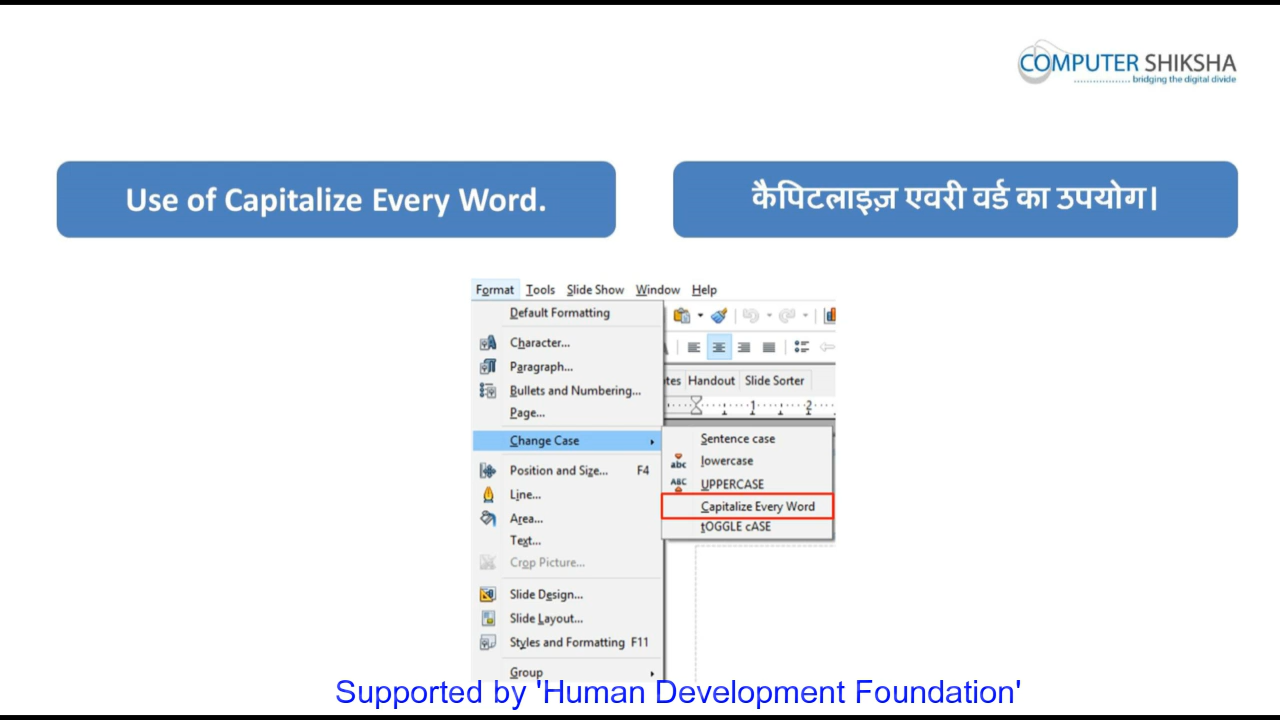 COMPUTER SHIKSHA
bridging the digital divide
Use of Capitalize Every Word.
कैपिटलाइज़ एवरी वर्ड का उपयोग।
Format Tools Slide Show Window Help
Default Formatting
Character...
Paragraph...
Handout Slide Sorter
Bullets and Numbering...
1 2
Page...
Change Case
Sentence case
abc lowercase
ABC UPPERCASE
Capitalize Every Word
tOGGLE cASE
Position and Size... F4
Line...
Area...
Text...
Crop Picture...
Slide Design...
Slide Layout...
Styles and Formatting F11
Group
Supported by 'Human Development Foundation'